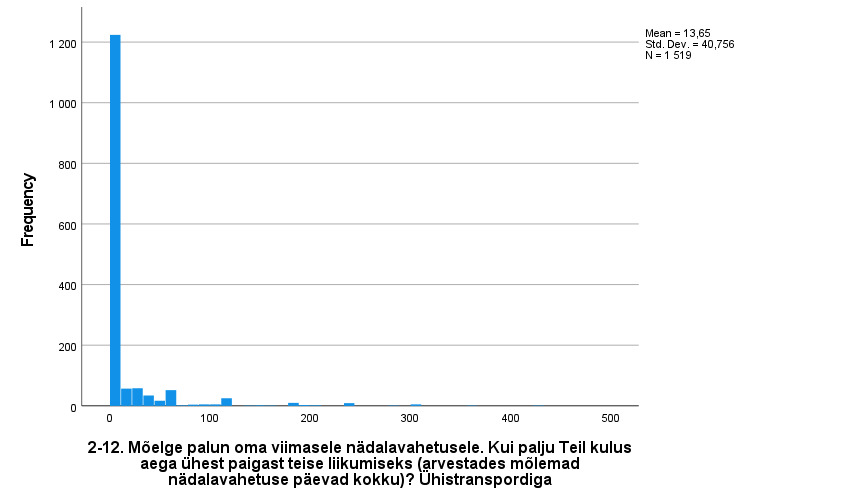 Mean = 13,65
Std. Dev. = 40,756
N = 1 519
1 200
1 000
800
600
400
200
0
Frequency
0 100 200 300 400 500
2-12. Mõelge palun oma viimasele nädalavahetusele. Kui palju Teil kulus
aega ühest paigast teise liikumiseks (arvestades mõlemad
nädalavahetuse päevad kokku)? Ühistranspordiga